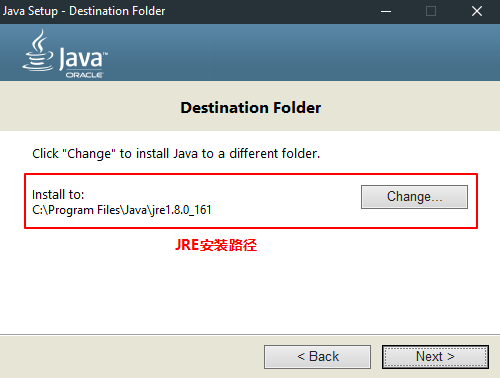 Java Setup - Destination Folder
Java™
ORACLE
Destination Folder
Click "Change" to install Java to a different folder.
Install to:
Change...
C:\Program Files\Java\jre1.8.0_161
JRE安装路径
< Back
Next >